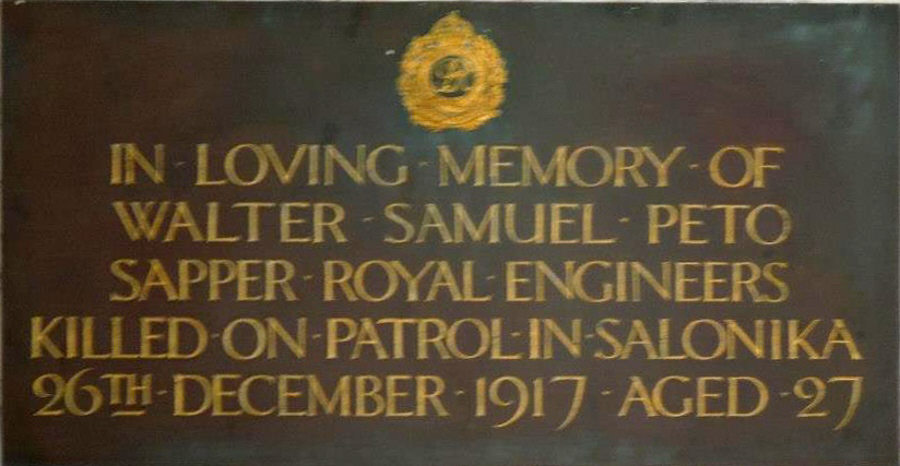 IN · LOVING · MEMORY · OF
WALTER · SAMUEL · PETO
SAPPER · ROYAL · ENGINEERS
KILLED · ON · PATROL · IN · SALONIKA
26TH · DECEMBER · 1917 · AGED · 27